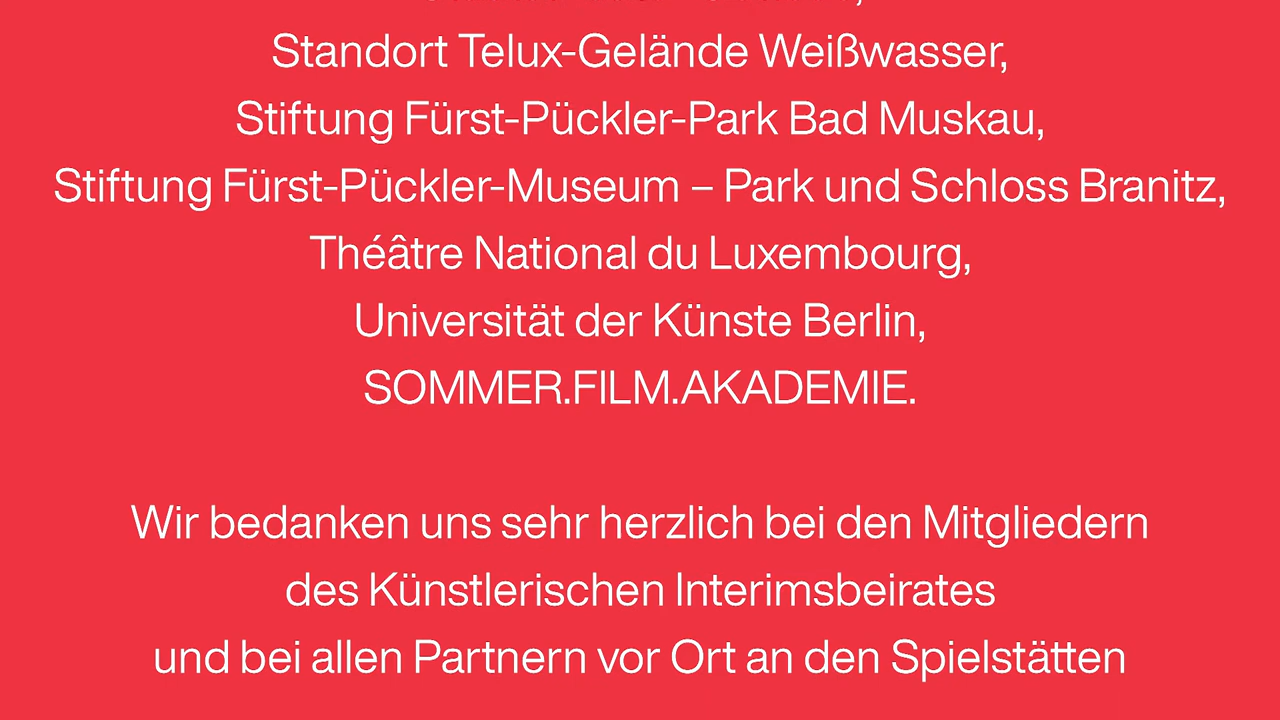 Standort Telux-Gelände Weißwasser,
Stiftung Fürst-Pückler-Park Bad Muskau,
Stiftung Fürst-Pückler-Museum – Park und Schloss Branitz,
Théâtre National du Luxembourg,
Universität der Künste Berlin,
SOMMER.FILM.AKADEMIE.
Wir bedanken uns sehr herzlich bei den Mitgliedern
des Künstlerischen Interimsbeirates
und bei allen Partnern vor Ort an den Spielstätten